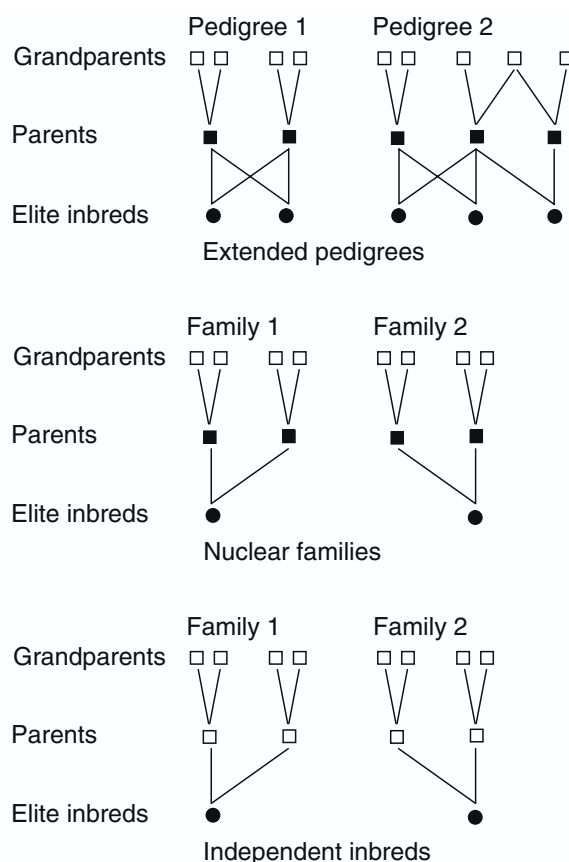 Pedigree 1 Pedigree 2
Grandparents
Parents
Elite inbreds
Extended pedigrees
Family 1 Family 2
Grandparents
Parents
Elite inbreds
Nuclear families
Family 1 Family 2
Grandparents
Parents
Elite inbreds
Independent inbreds